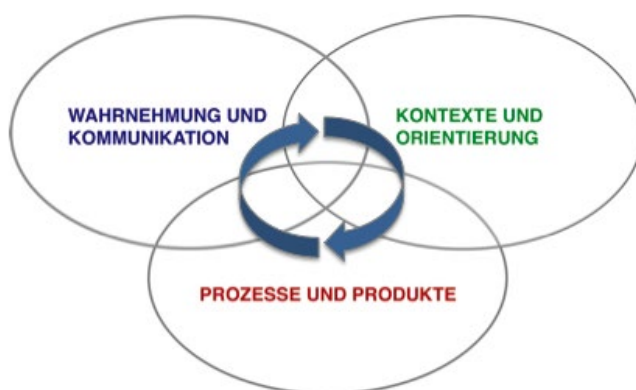 WAHRNEHMUNG UND
KOMMUNIKATION
KONTEXTE UND
ORIENTIERUNG
PROZESSE UND PRODUKTE